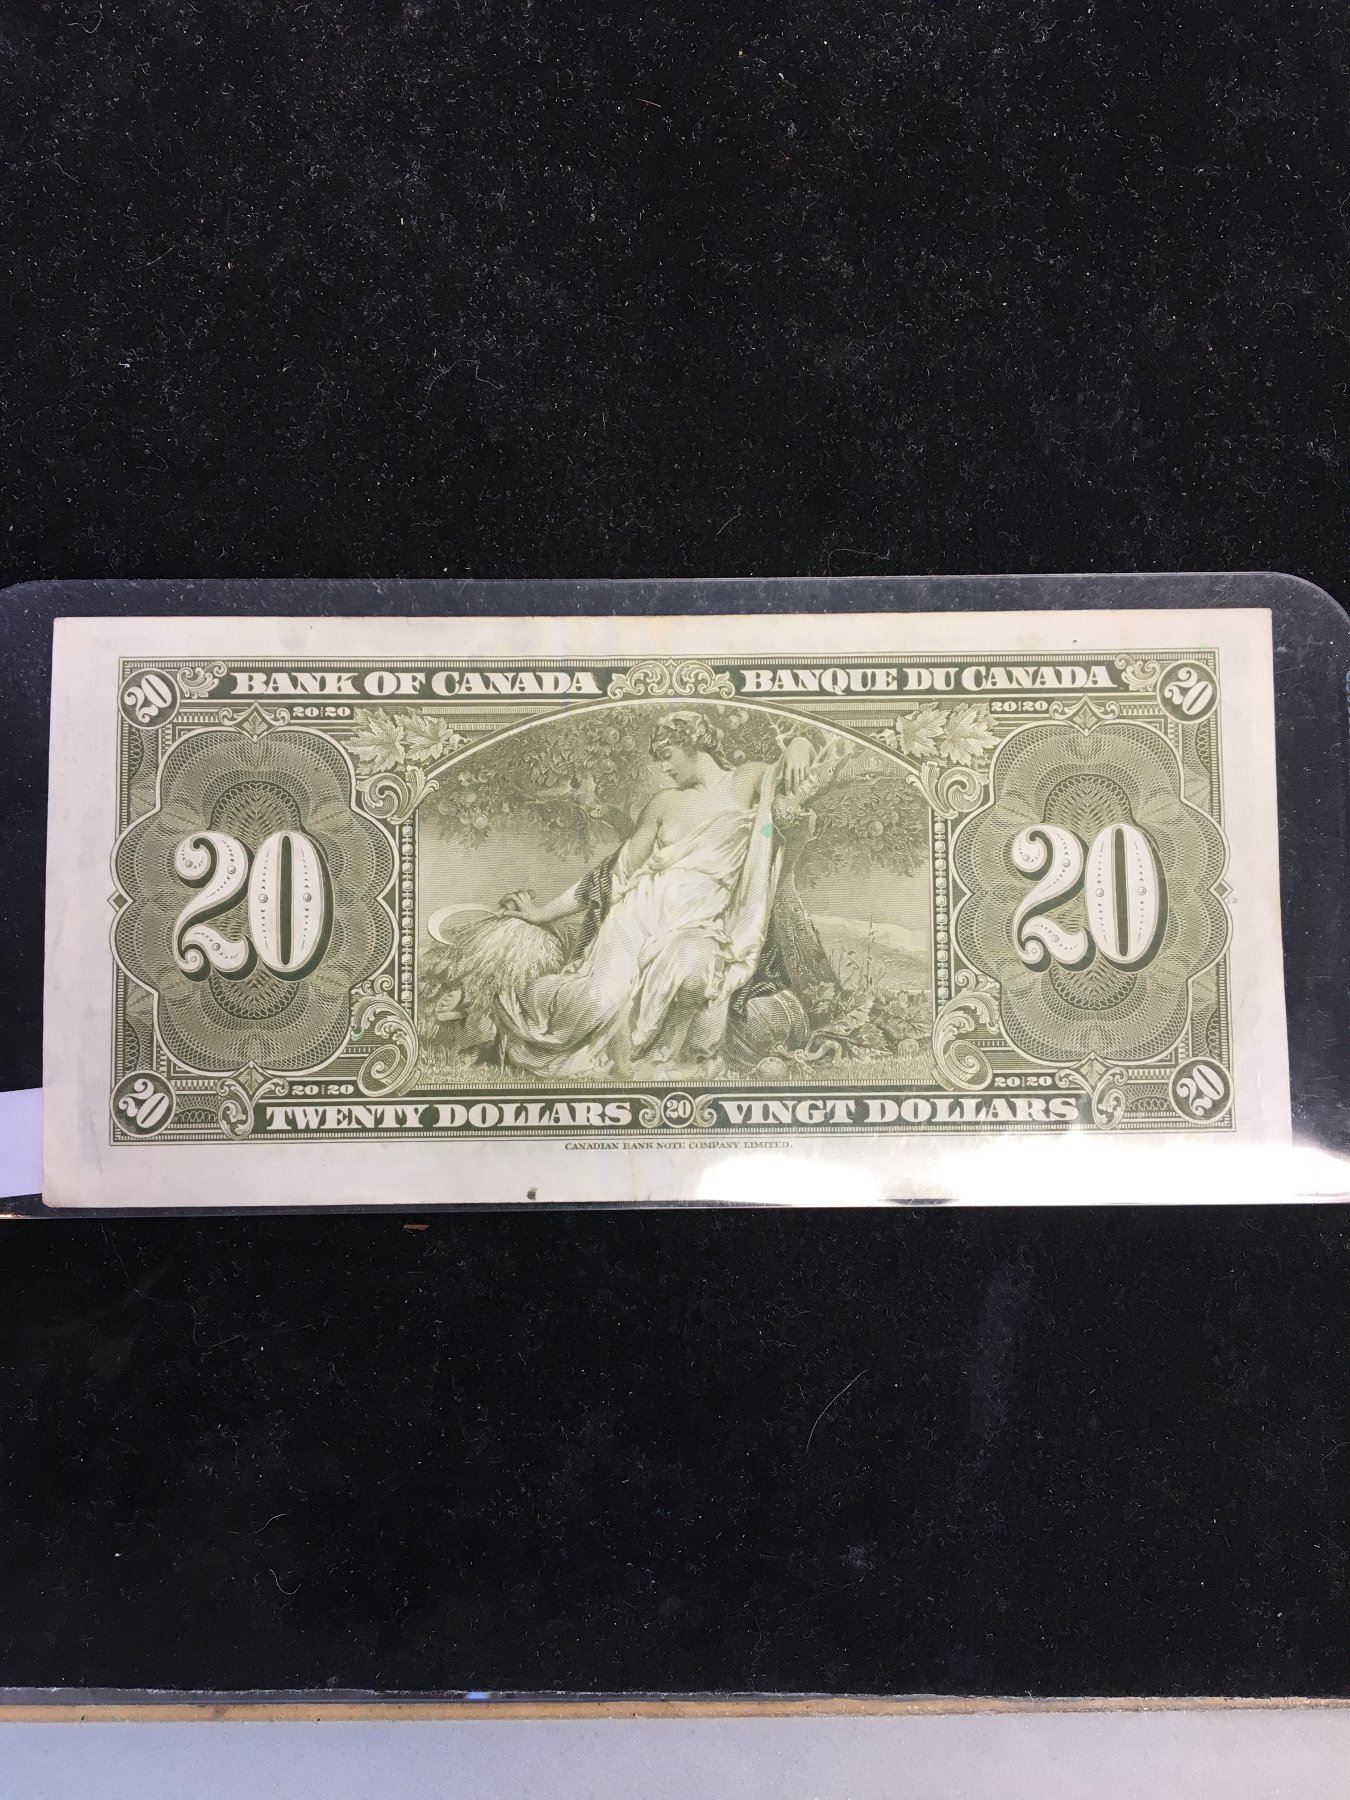 20 BANK OF CANADA BANQUE DU CANADA 20
20 20 20 20
20 20
20 20 20 20
20 TWENTY DOLLARS 20 VINGT DOLLARS 20
CANADIAN BANK NOTE COMPANY, LIMITED.